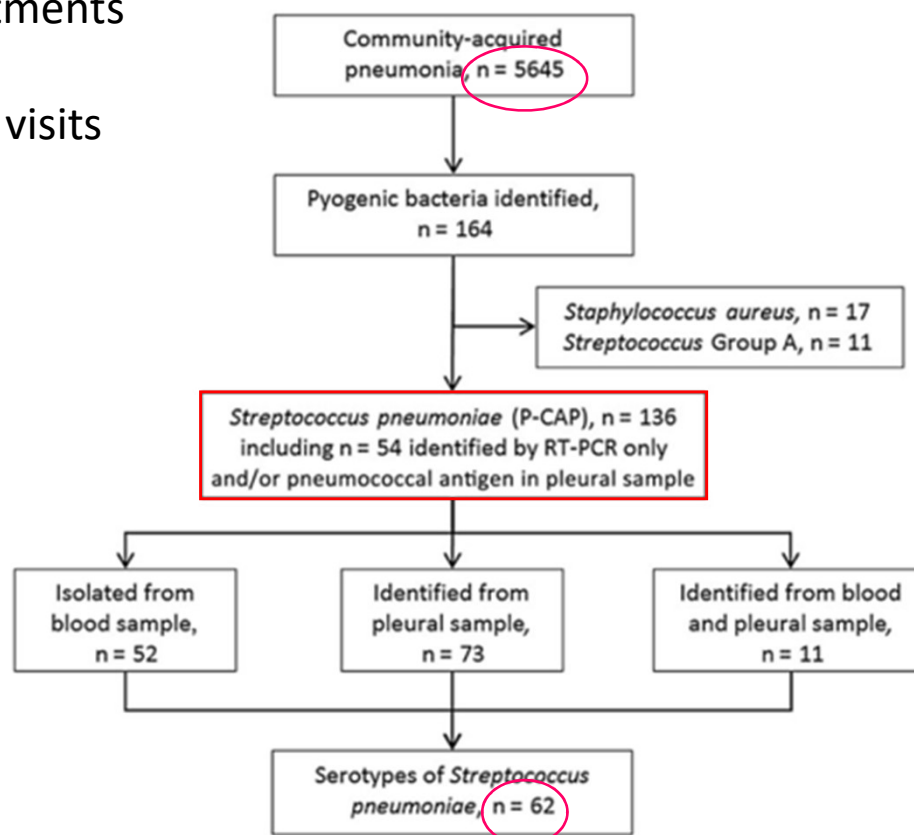 Community-acquired
pneumonia, n = 5645
visits
Pyogenic bacteria identified,
n = 164
Staphylococcus aureus, n = 17
Streptococcus Group A, n = 11
Streptococcus pneumoniae (P-CAP), n = 136
including n = 54 identified by RT-PCR only
and/or pneumococcal antigen in pleural sample
Isolated from
blood sample,
n = 52
Identified from
pleural sample,
n = 73
Identified from blood
and pleural sample,
n = 11
Serotypes of Streptococcus
pneumoniae, n = 62